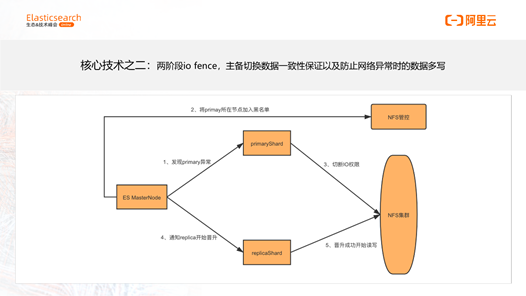 Elasticsearch
生态&技术峰会
阿里云
核心技术之二：两阶段io fence，主备切换数据一致性保证以及防止网络异常时的数据多写
2、将primay所在节点加入黑名单
NFS管控
primaryShard
1、发现primary异常
3、切断IO权限
ES MasterNode
NFS集群
4、通知replica开始晋升
replicaShard
5、晋升成功开始读写